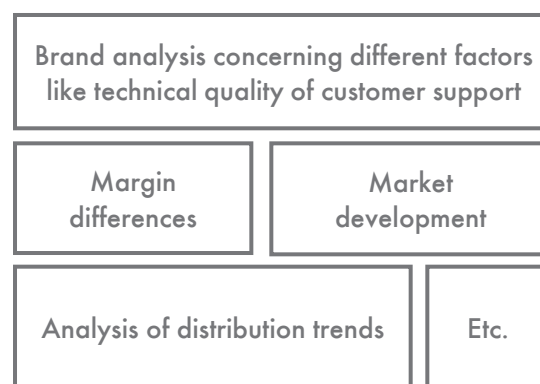 Brand analysis concerning different factors
like technical quality of customer support
Margin
differences
Market
development
Analysis of distribution trends
Etc.